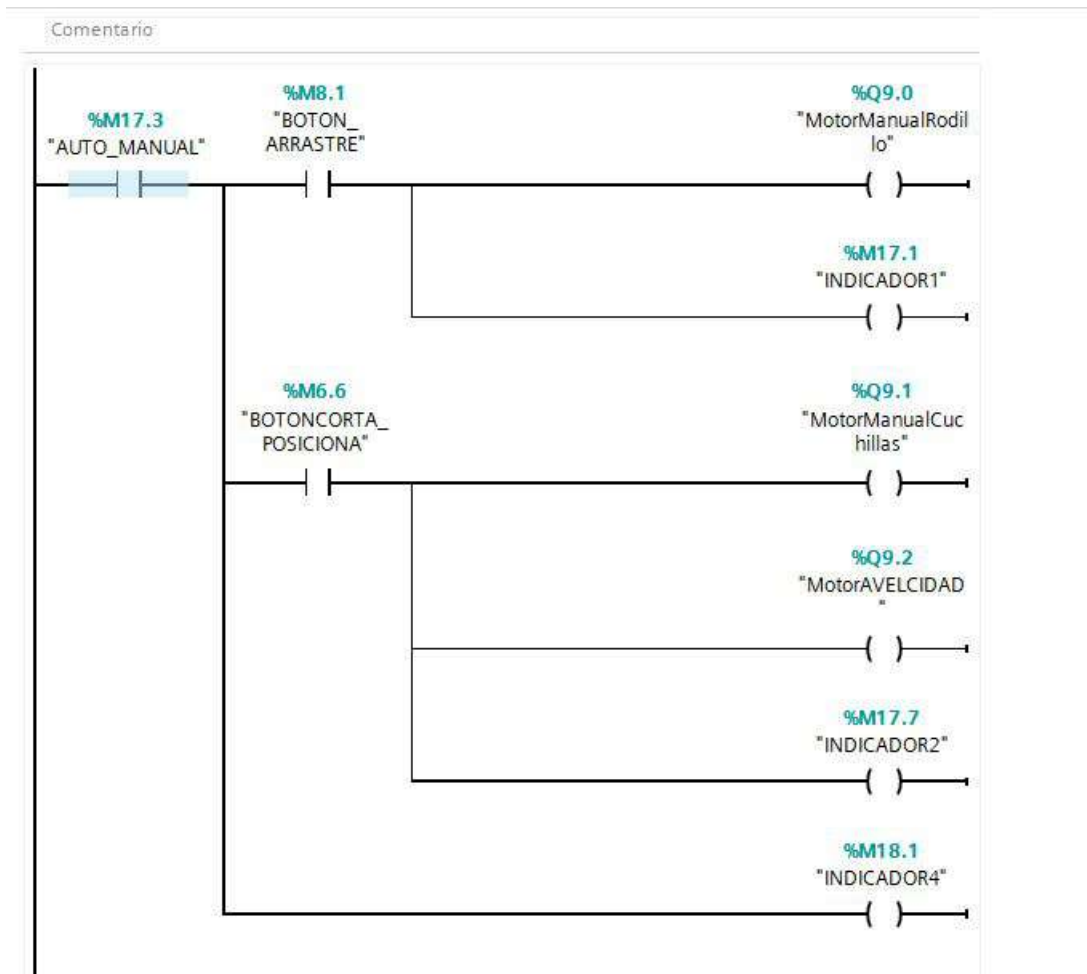 Comentario
%M17.3
"AUTO_MANUAL"
%M8.1
"BOTON_
ARRASTRE"
%Q9.0
"MotorManualRodil
lo"
%M17.1
"INDICADOR1"
%M6.6
"BOTONCORTA_
POSICIONA"
%Q9.1
"MotorManualCuc
hillas"
%Q9.2
"MotorAVELCIDAD
"
%M17.7
"INDICADOR2"
%M18.1
"INDICADOR4"